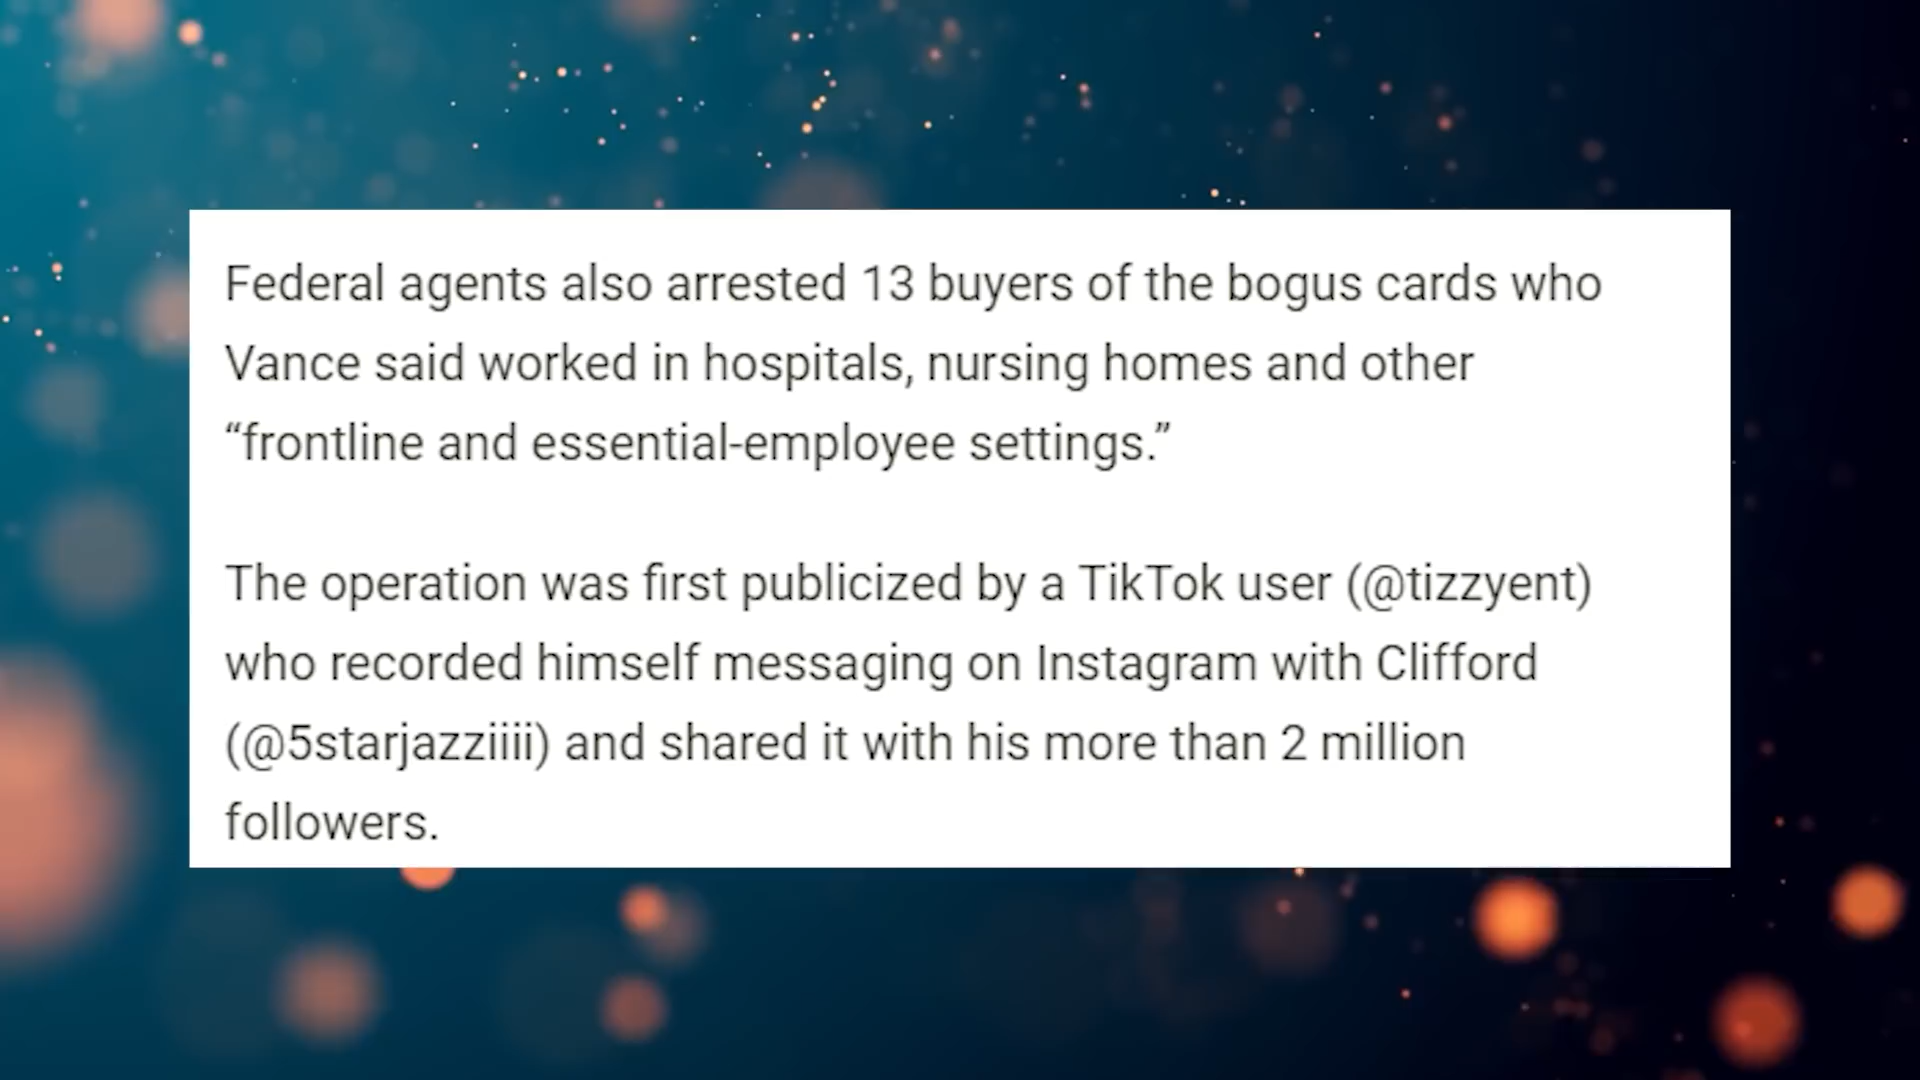 Federal agents also arrested 13 buyers of the bogus cards who
Vance said worked in hospitals, nursing homes and other
“frontline and essential-employee settings.”
The operation was first publicized by a TikTok user (@tizzyent)
who recorded himself messaging on Instagram with Clifford
(@5starjazziiii) and shared it with his more than 2 million
followers.